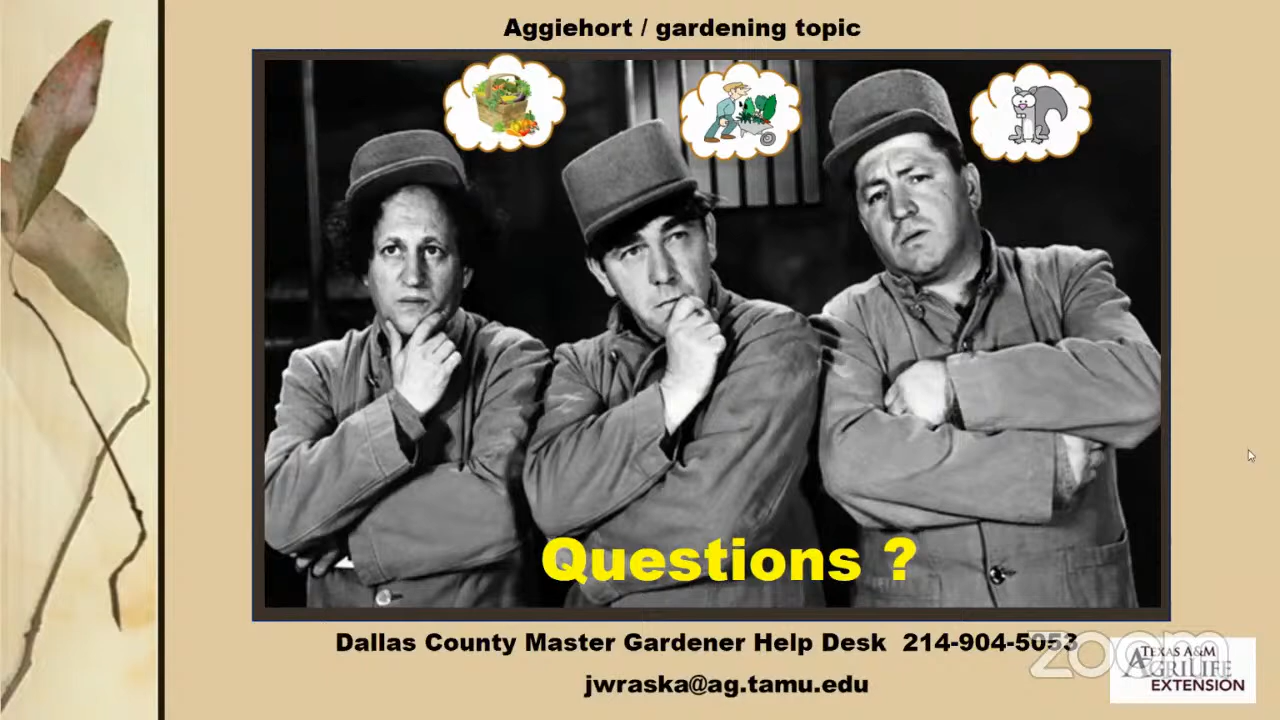 Aggiehort / gardening topic
Questions ?
Dallas County Master Gardener Help Desk 214-904-5053
zoom
TEXAS A&M
AGRILIFE
EXTENSION
jwraska@ag.tamu.edu